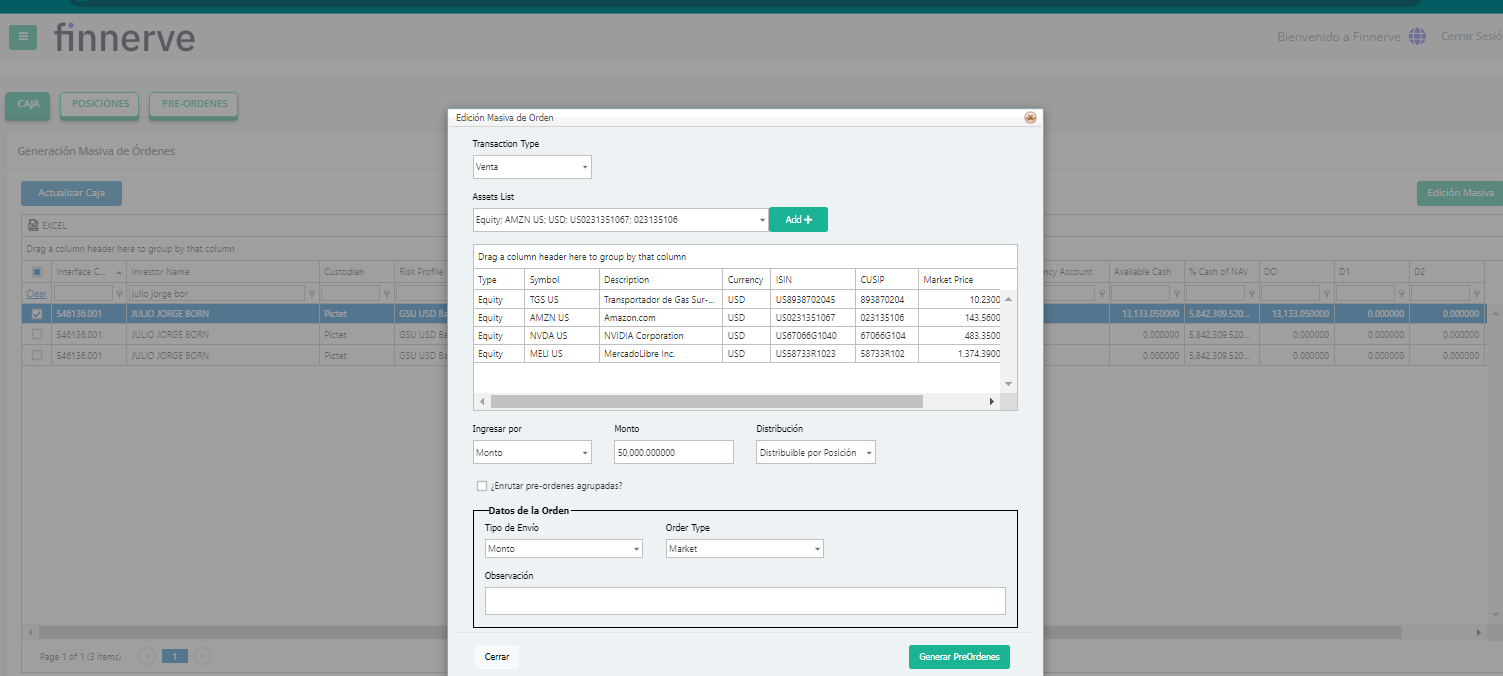 finnerve
Bienvenido a Finnerve
Cerrar Sesió
CAJA
POSICIONES
PRE-ORDENES
Generación Masiva de Órdenes
Actualizar Caja
Edición Masiva
EXCEL
Drag a column header here to group by that column
Interface C... Investor Name Custodian Risk Profile ncy Account Available Cash % Cash of NAV DO D1 D2
Clear julio jorge bor
546136.001 JULIO JORGE BORN Pictet GSU USD Ba 13,133.050000 5,842,309.520... 13,133.050000 0.000000 0.000000
546136.001 JULIO JORGE BORN Pictet GSU USD Ba 0.000000 5,842,309.520... 0.000000 0.000000 0.000000
546136.001 JULIO JORGE BORN Pictet GSU USD Ba 0.000000 5,842,309.520... 0.000000 0.000000 0.000000
Page 1 of 1 (3 items) 1
Edición Masiva de Orden
Transaction Type
Venta
Assets List
Equity; AMZN US; USD; US0231351067; 023135106
Add +
Drag a column header here to group by that column
Type Symbol Description Currency ISIN CUSIP Market Price
Equity TGS US Transportador de Gas Sur-... USD US8938702045 893870204 10.2300
Equity AMZN US Amazon.com USD US0231351067 023135106 143.5600
Equity NVDA US NVIDIA Corporation USD US67066G1040 67066G104 483.3500
Equity MELI US MercadoLibre Inc. USD US58733R1023 58733R102 1,374.3900
Ingresar por Monto Distribución
Monto 50,000.000000 Distribuible por Posición
¿Enrutar pre-ordenes agrupadas?
Datos de la Orden
Tipo de Envío Order Type
Monto Market
Observación
Cerrar
Generar PreOrdenes